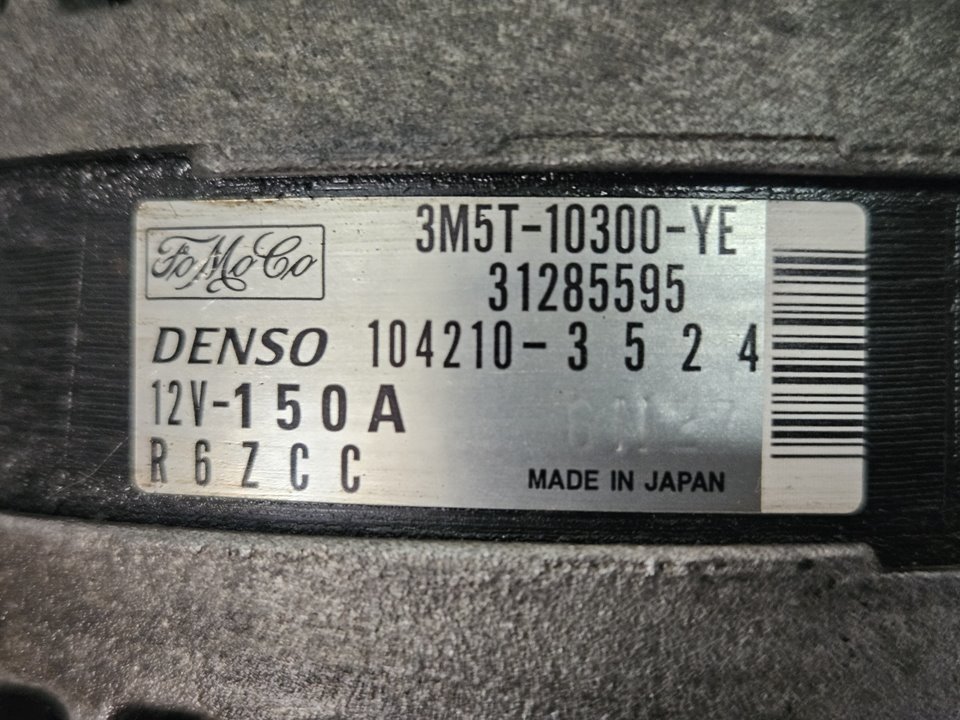 FoMoCo
3M5T-10300-YE
31285595
DENSO 104210-3524
12V-150A
R6ZCC
MADE IN JAPAN